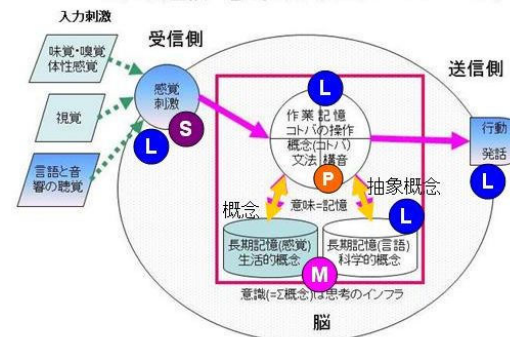 入力刺激
味覚・嗅覚
体性感覚
視覚
言語と音
響の聴覚
受信側
感覚
刺激
L
S
L
作業記憶
コトバの操作
概念(コトバ)
文法 構音
P
送信側
行動
発話
L
概念
意味=記憶
抽象概念
L
長期記憶(感覚)
生活的概念
長期記憶(言語)
科学的概念
M
意識(=Σ概念)は思考のインフラ
脳